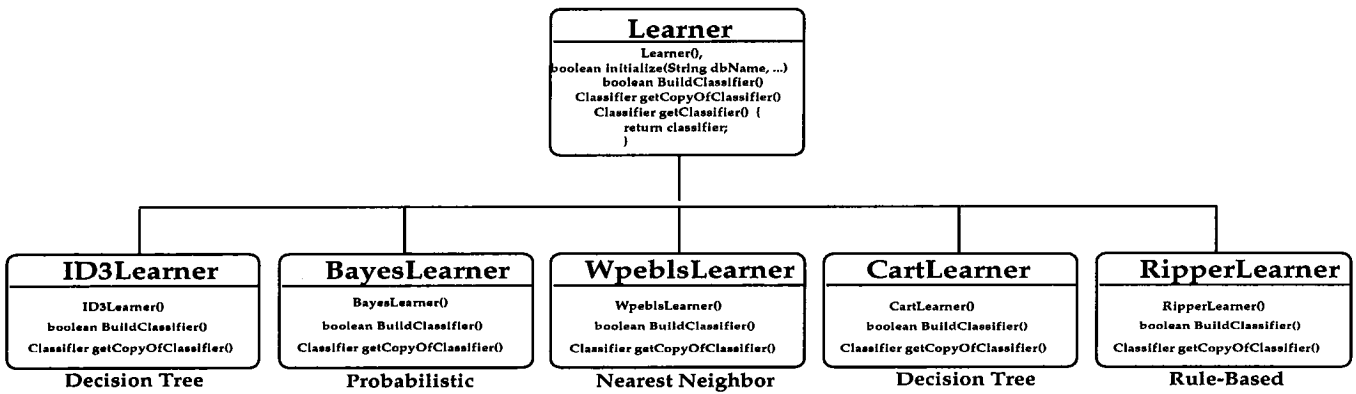 Learner
Learner(),
boolean initialize(String dbName, ...)
boolean BuildClassifier()
Classifier getCopyOfClassifier()
Classifier getClassifier() {
return classifier;
}
ID3Learner
ID3Learner()
boolean BuildClassifier()
Classifier getCopyOfClassifier()
Decision Tree
BayesLearner
BayesLearner()
boolean BuildClassifier()
Classifier getCopyOfClassifier()
Probabilistic
WpeblsLearner
WpeblsLearner()
boolean BuildClassifier()
Classifier getCopyOfClassifier()
Nearest Neighbor
CartLearner
CartLearner()
boolean BuildClassifier()
Classifier getCopyOfClassifier()
Decision Tree
RipperLearner
RipperLearner()
boolean BuildClassifier()
Classifier getCopyOfClassifier()
Rule-Based